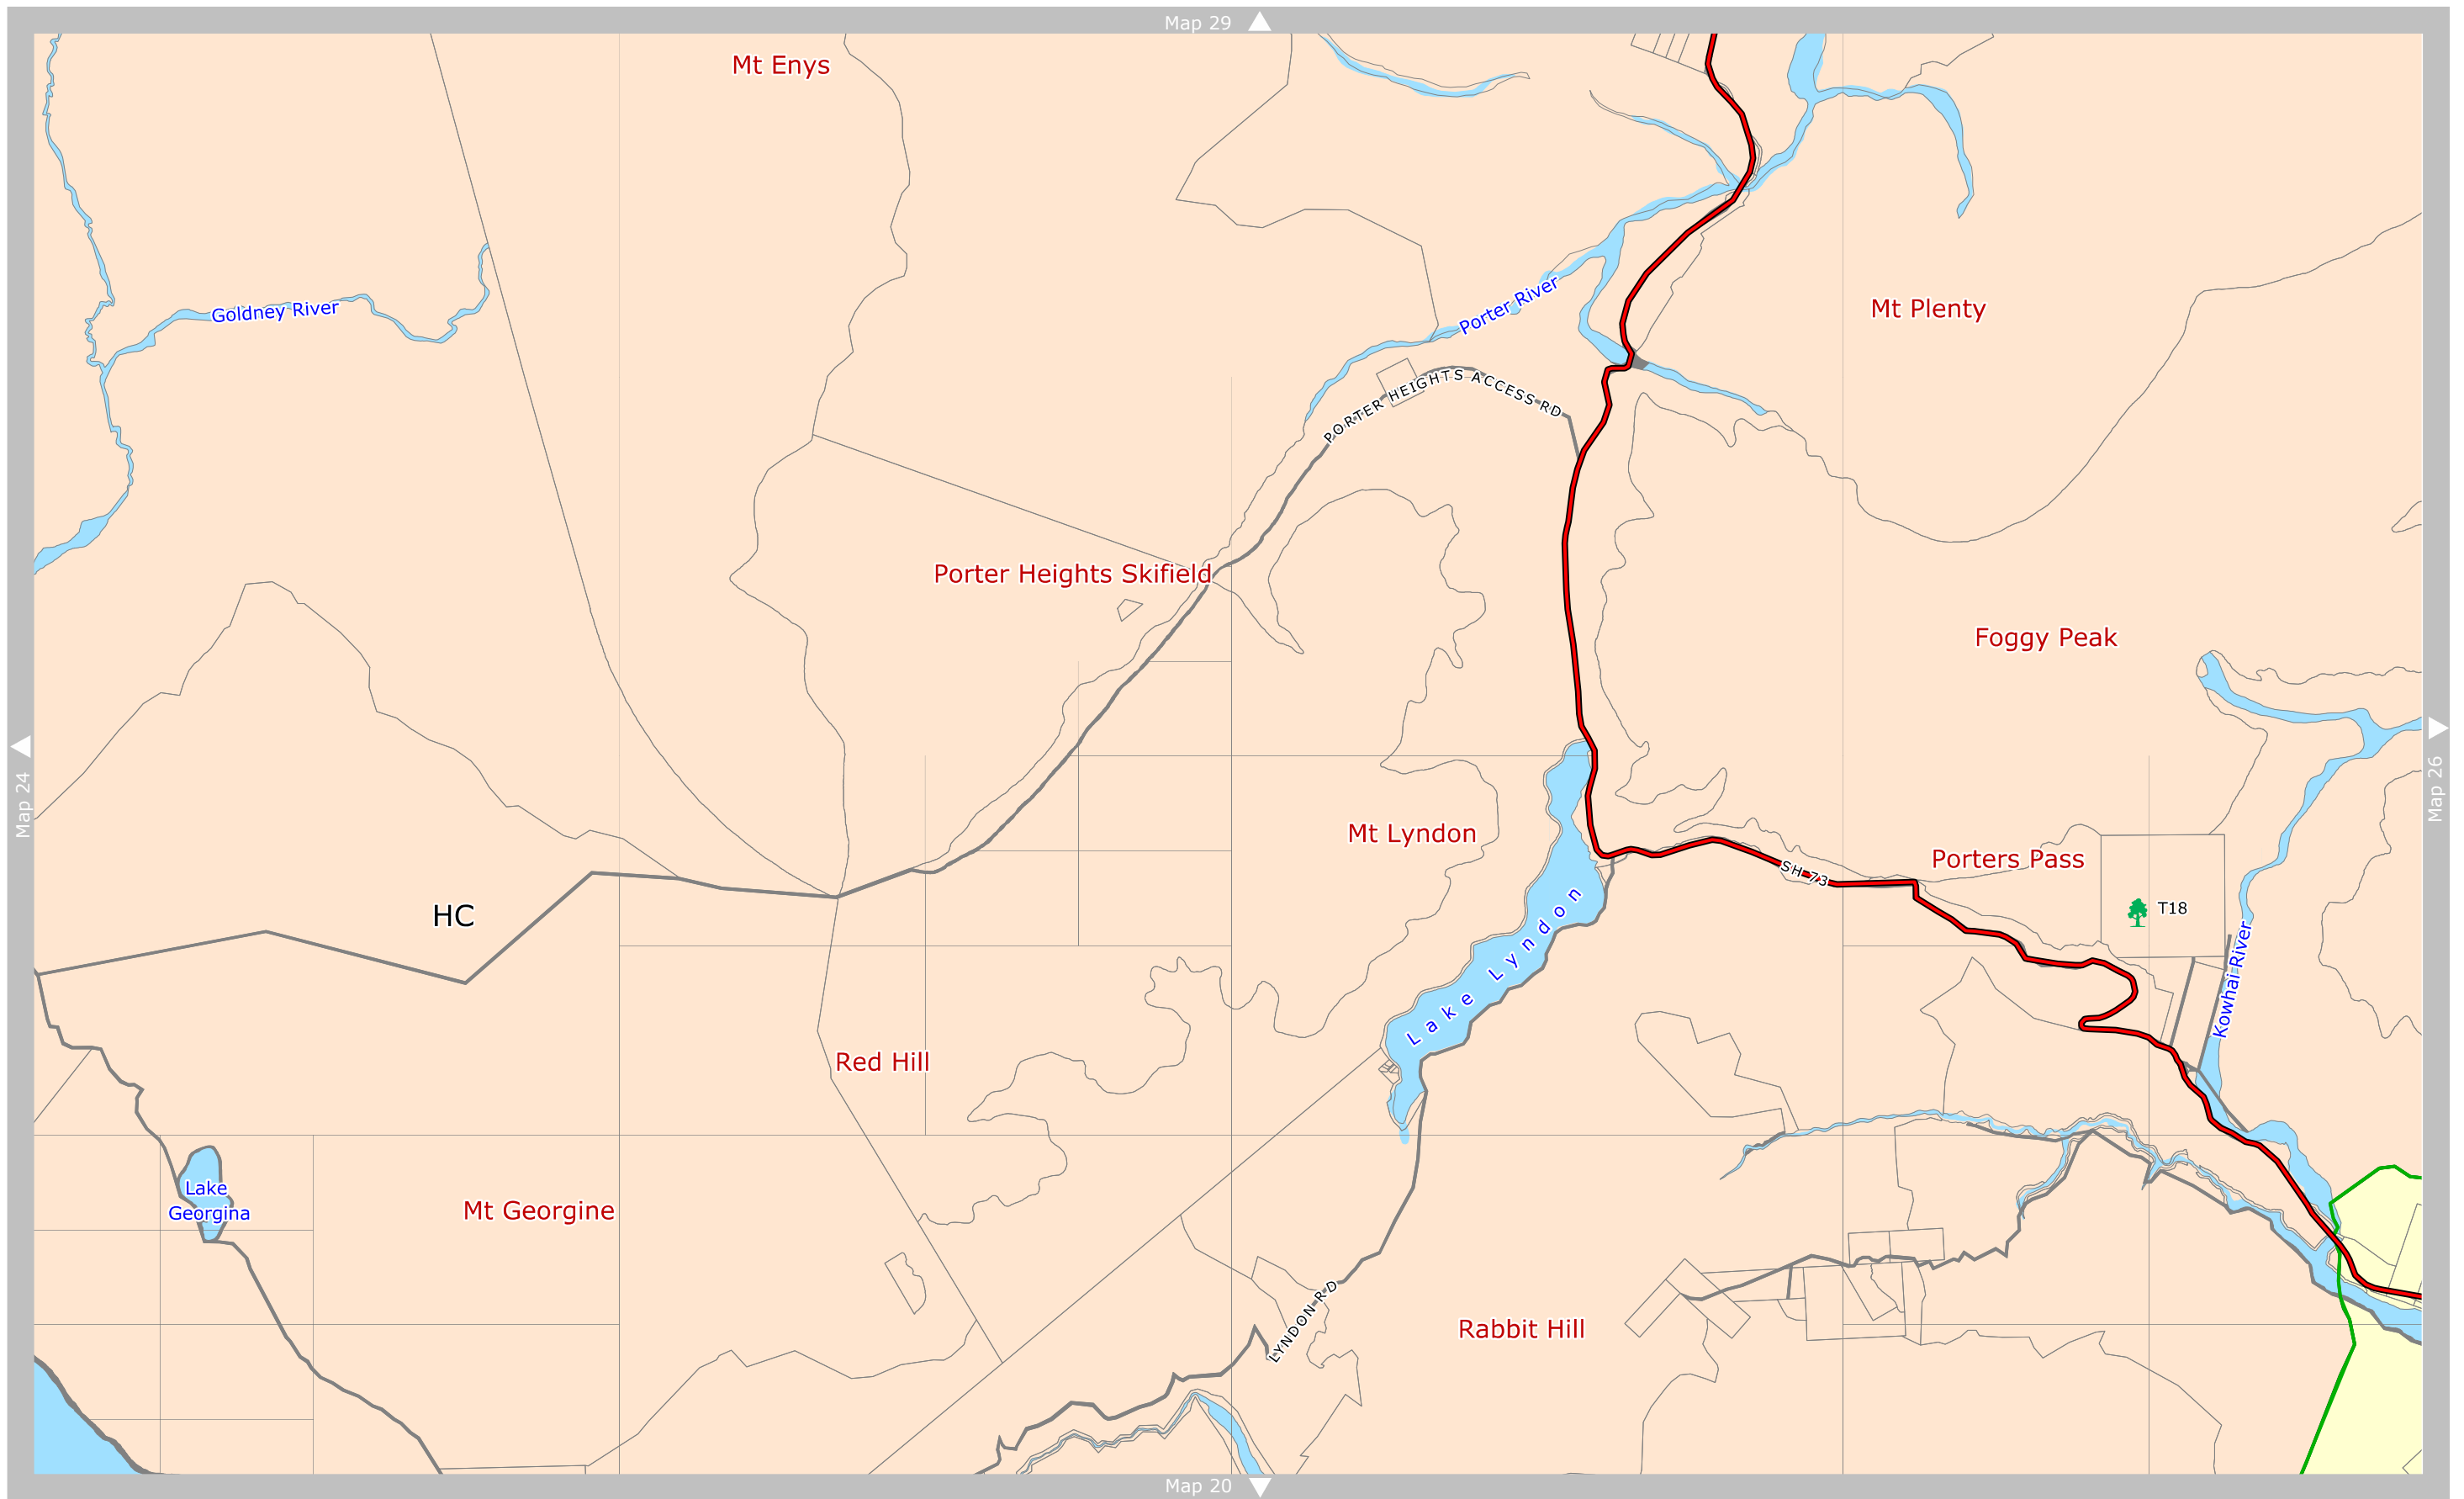 Map 29
Mt Enys
Goldney River
Porter River
Mt Plenty
PORTER HEIGHTS ACCESS RD
Porter Heights Skifield
Foggy Peak
Map 24
Map 26
Mt Lyndon
Porters Pass
SH 73
HC
T18
Lake Lyndon
Kowhai River
Red Hill
Lake
Georgina
Mt Georgine
LYNDON RD
Rabbit Hill
Map 20